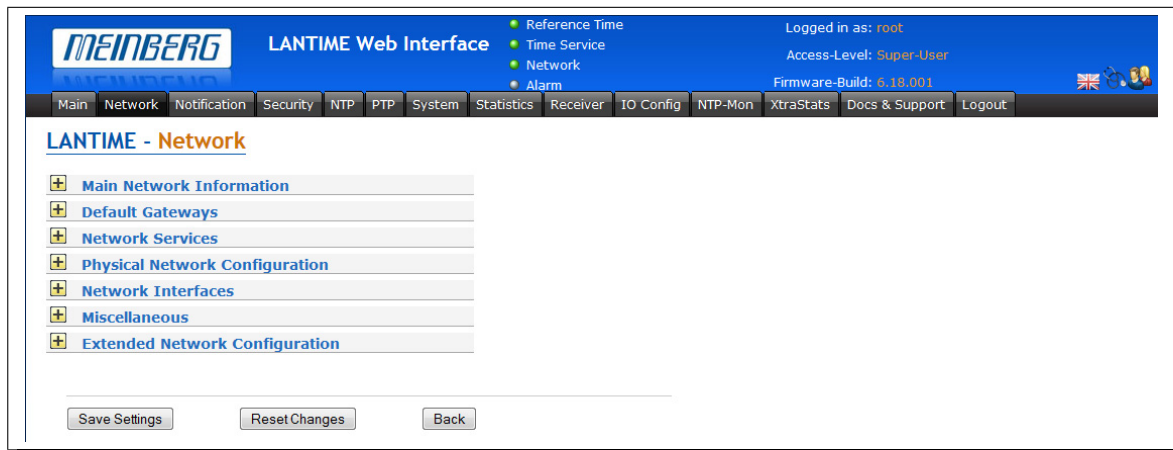 MEINBERG
LANTIME Web Interface
Reference Time
Time Service
Network
Alarm
Logged in as: root
Access-Level: Super-User
Firmware-Build: 6.18.001
Main Network Notification Security NTP PTP System Statistics Receiver IO Config NTP-Mon XtraStats Docs & Support Logout
LANTIME - Network
Main Network Information
Default Gateways
Network Services
Physical Network Configuration
Network Interfaces
Miscellaneous
Extended Network Configuration
Save Settings Reset Changes Back